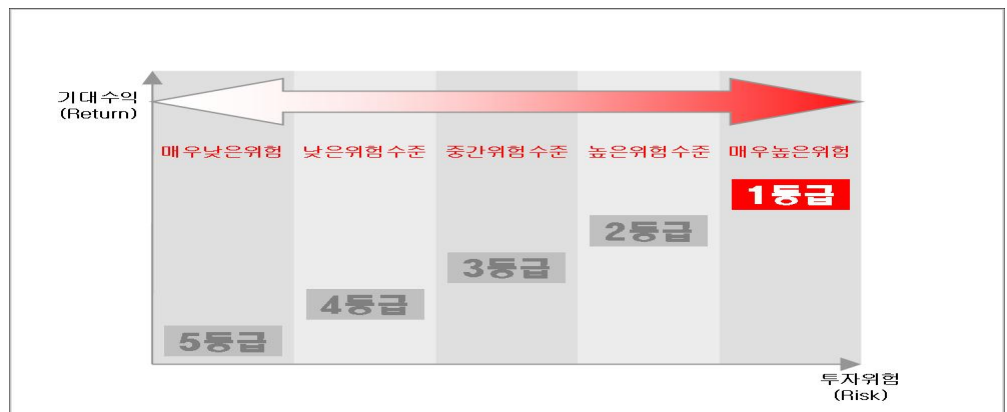 기대수익
(Return)
매우낮은위험 낮은위험수준 중간위험수준 높은위험수준 매우높은위험
1등급
2등급
3등급
4등급
5등급
투자위험
(Risk)